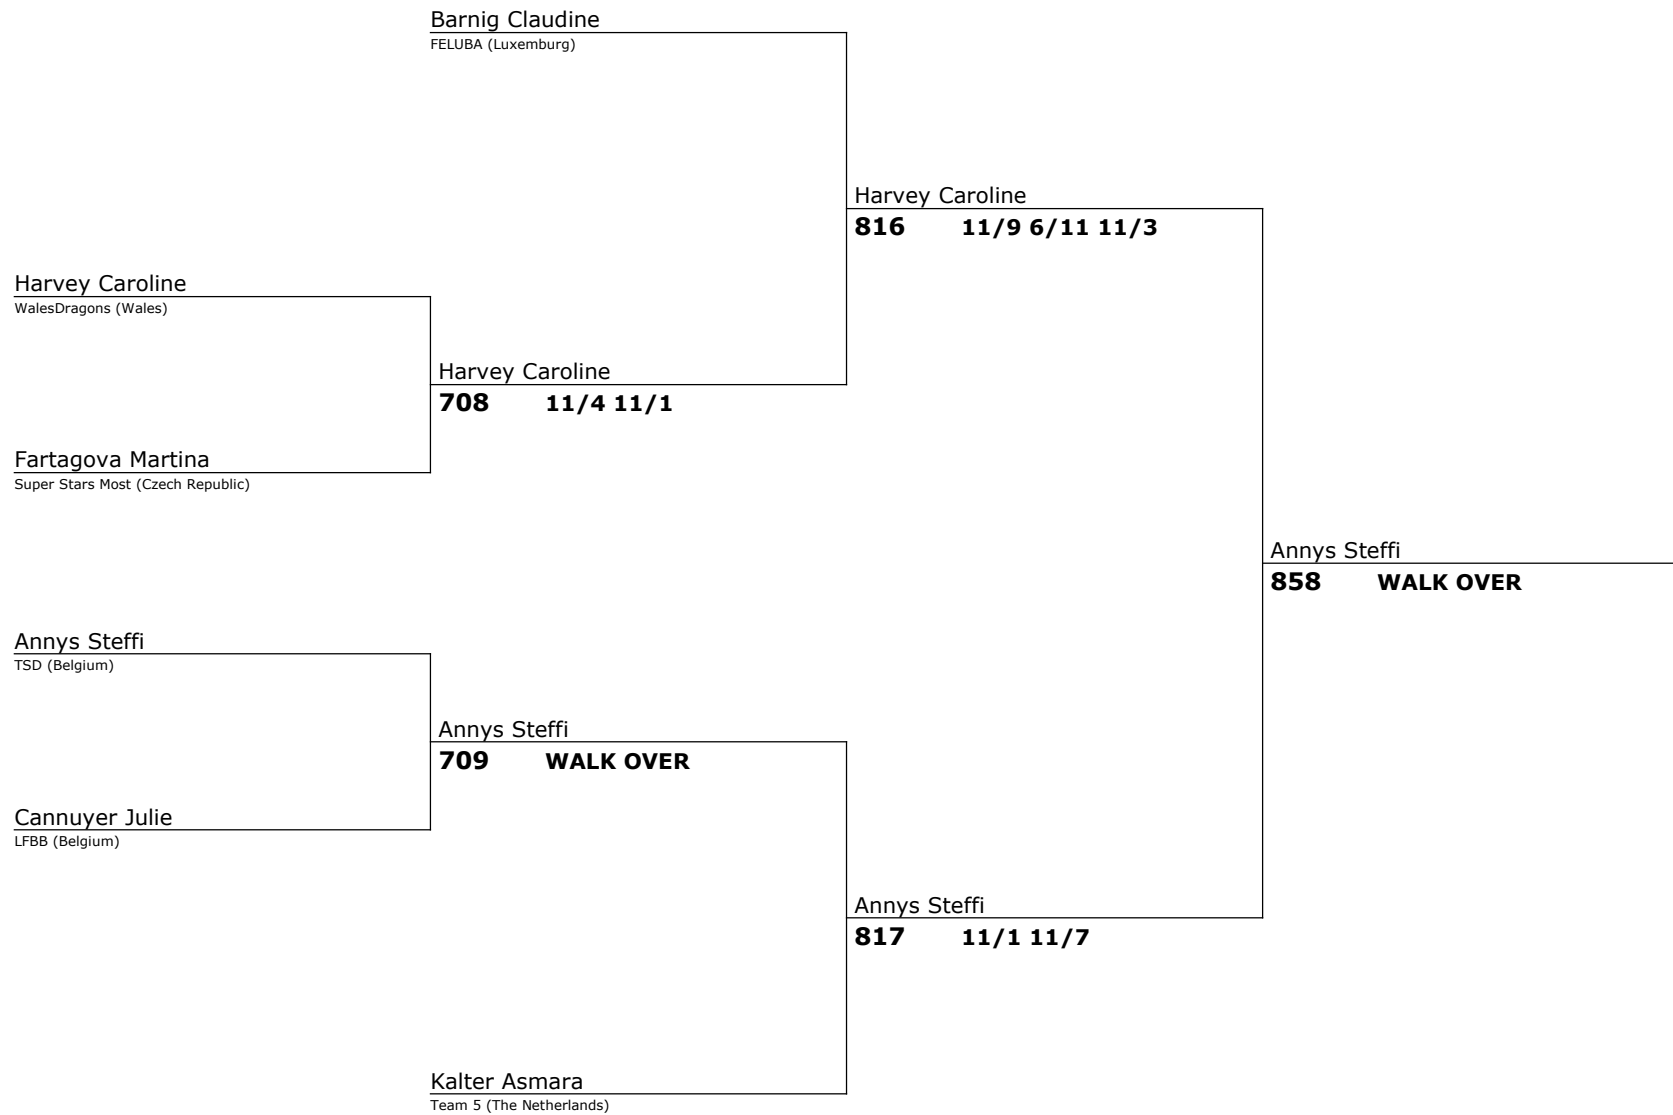 Barnig Claudine
FELUBA (Luxemburg)
Harvey Caroline
816 11/9 6/11 11/3
Harvey Caroline
WalesDragons (Wales)
Harvey Caroline
708 11/4 11/1
Fartagova Martina
Super Stars Most (Czech Republic)
Annys Steffi
858 WALK OVER
Annys Steffi
TSD (Belgium)
Annys Steffi
709 WALK OVER
Cannuyer Julie
LFBB (Belgium)
Annys Steffi
817 11/1 11/7
Kalter Asmara
Team 5 (The Netherlands)